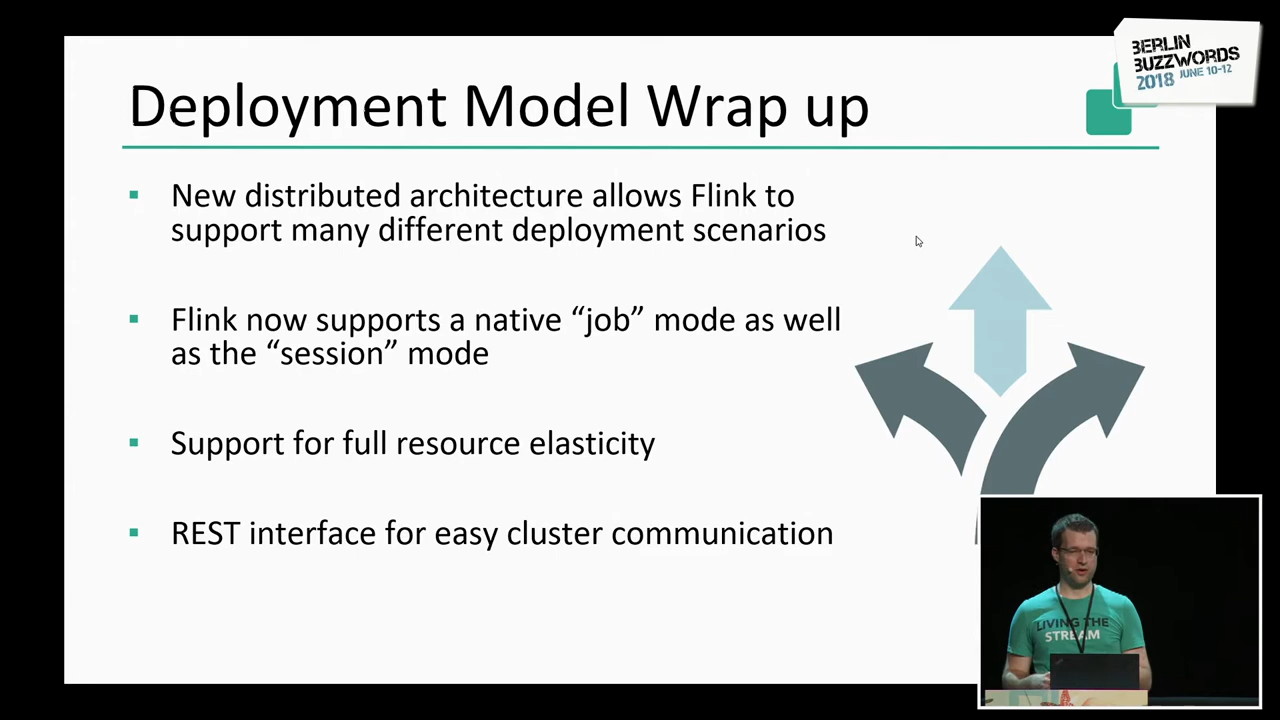 BERLIN
BUZZWORDS
2018 JUNE 10-12
Deployment Model Wrap up
▪ New distributed architecture allows Flink to
support many different deployment scenarios
▪ Flink now supports a native “job” mode as well
as the “session” mode
▪ Support for full resource elasticity
▪ REST interface for easy cluster communication
LIVING THE
STREAM